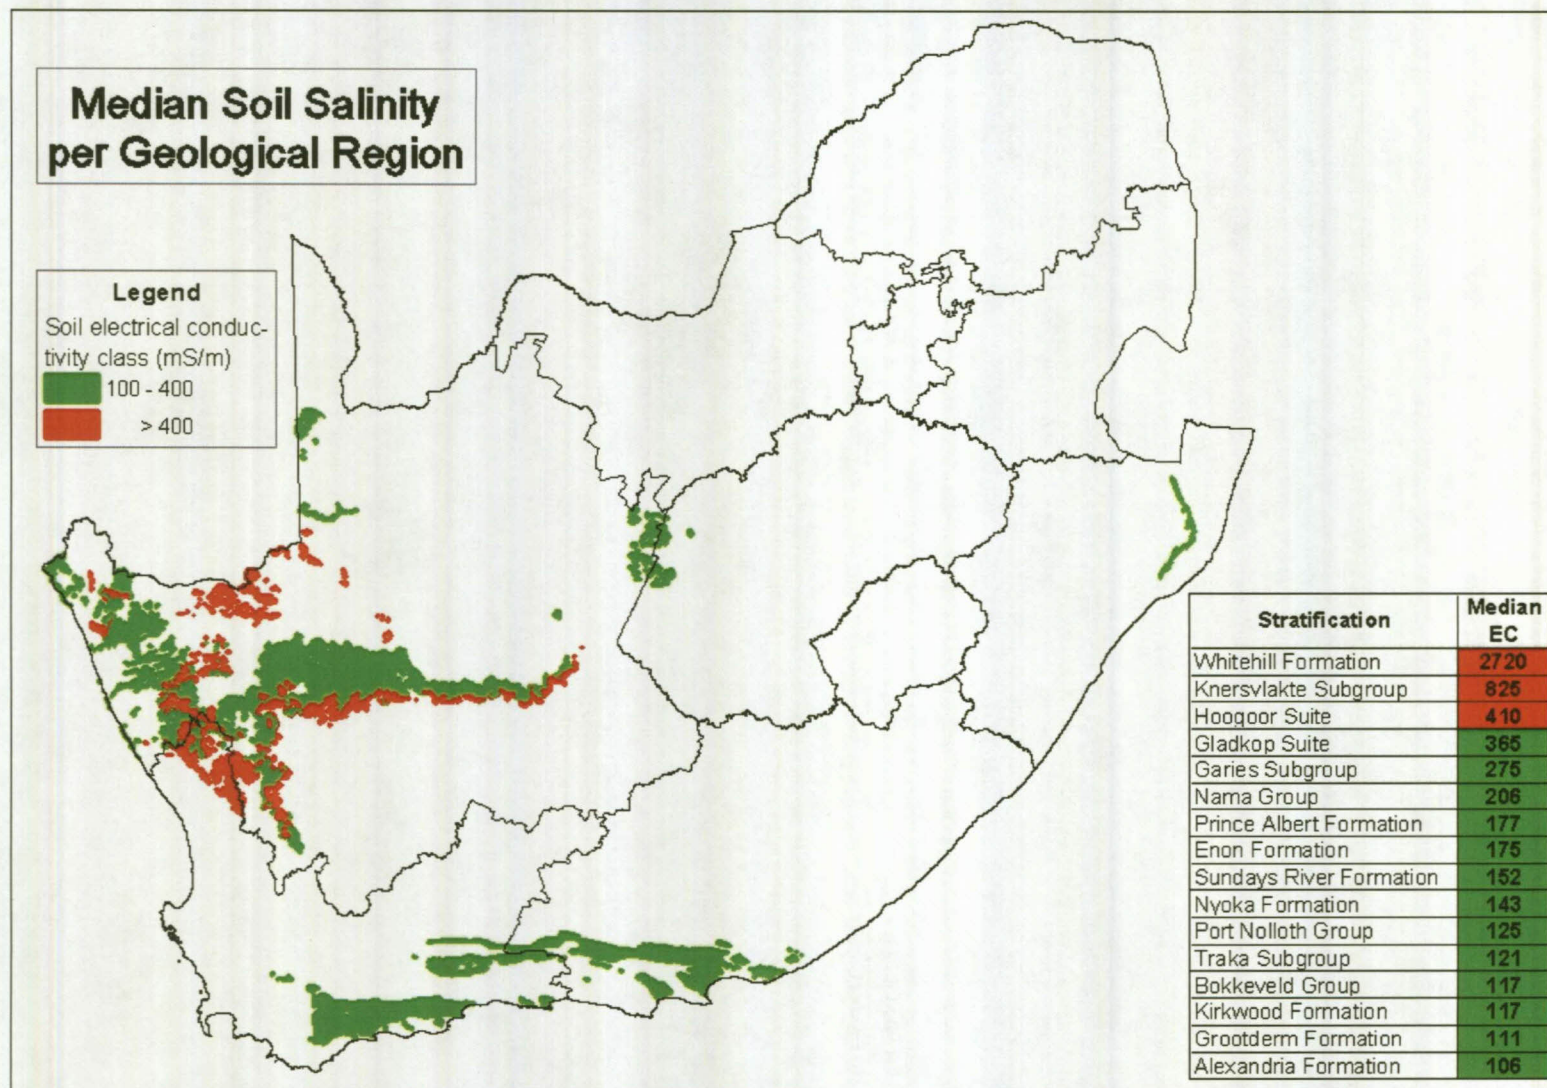 Median Soil Salinity
per Geological Region
Legend
Soil electrical conduc-
tivity class (mS/m)
100 - 400
> 400
Stratification Median
EC
Whitehill Formation 2720
Knersvlakte Subgroup 825
Hoogoor Suite 410
Gladkop Suite 365
Garies Subgroup 275
Nama Group 206
Prince Albert Formation 177
Enon Formation 175
Sundays River Formation 152
Nyoka Formation 143
Port Nolloth Group 125
Traka Subgroup 121
Bokkeveld Group 117
Kirkwood Formation 117
Grootderm Formation 111
Alexandria Formation 106